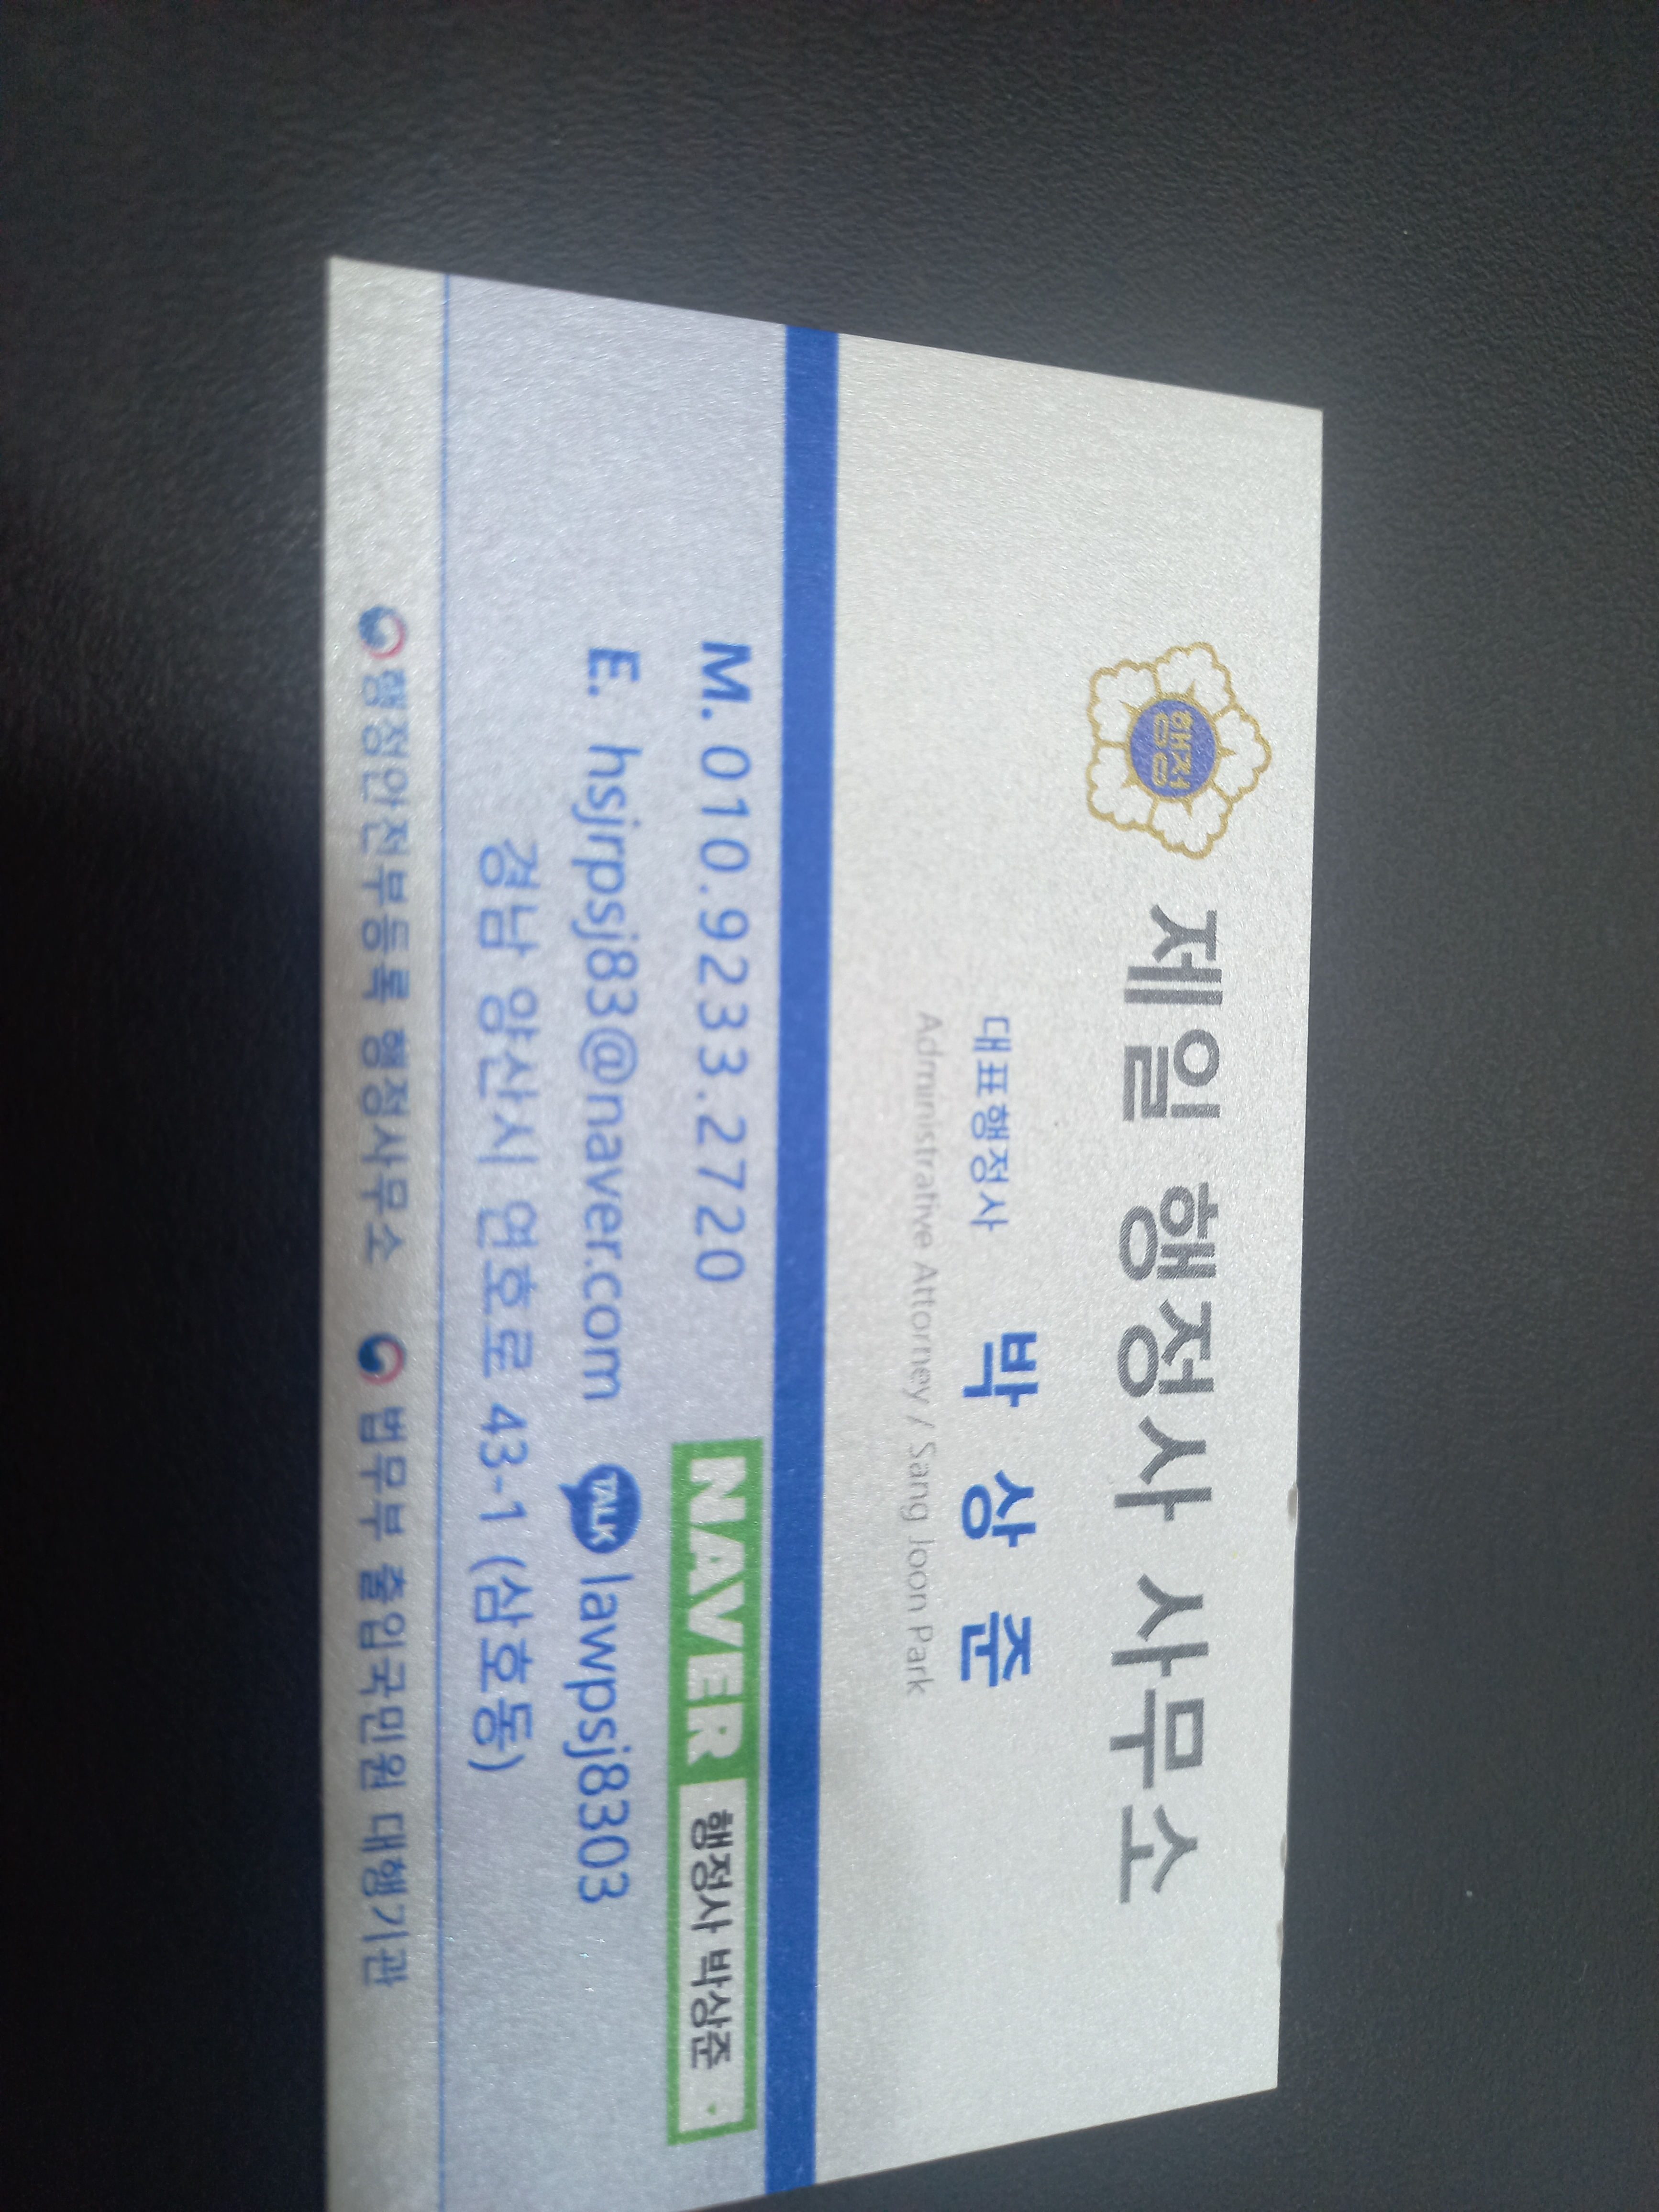 행정
제일 행정사 사무소
대표행정사 박 상 준
Administrative Attorney / Sang Joon Park
M. 010.9233.2720 NAVER 행정사 박상준
E. hsjrpsj83@naver.com TALK lawpsj8303
경남 양산시 연호로 43-1 (삼호동)
행정안전부등록 행정사무소 법무부 출입국민원 대행기관